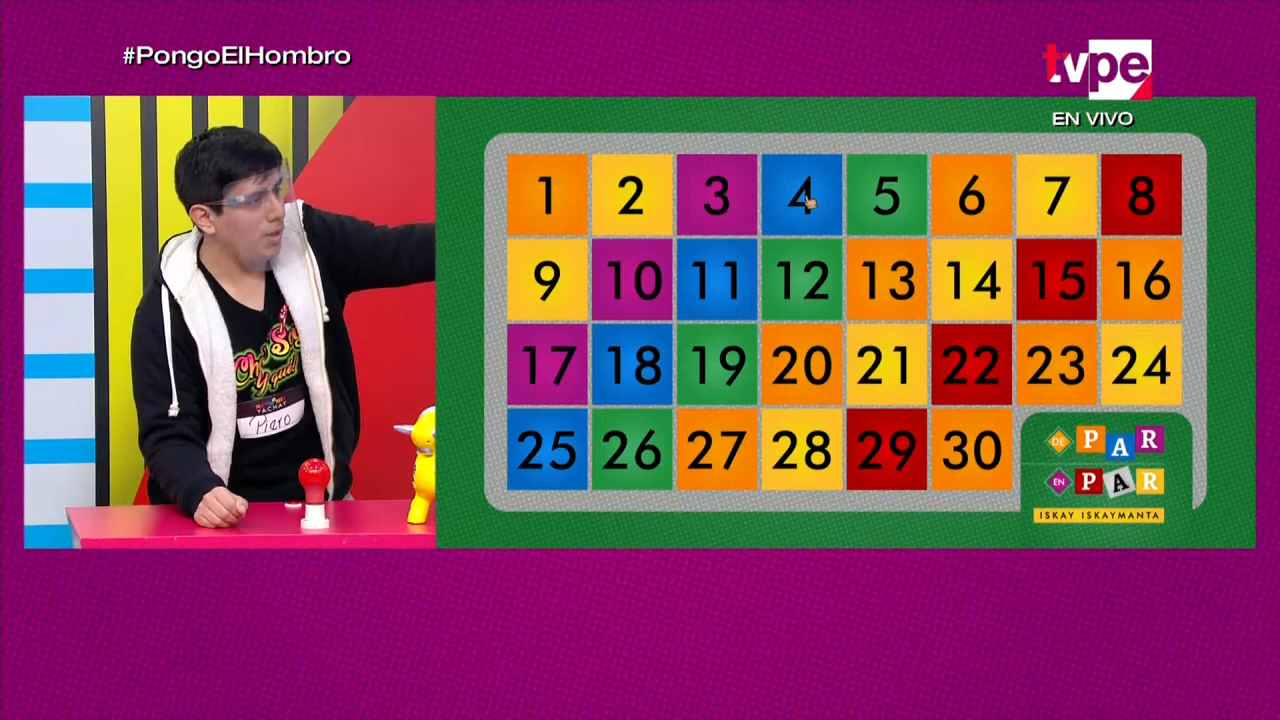 #PongoElHombro
tvpe
EN VIVO
1 2 3 4 5 6 7 8
9 10 11 12 13 14 15 16
17 18 19 20 21 22 23 24
25 26 27 28 29 30
DE PAR
EN PAR
ISKAY ISKAYMANTA
Y qué!
YACHAY
Piero